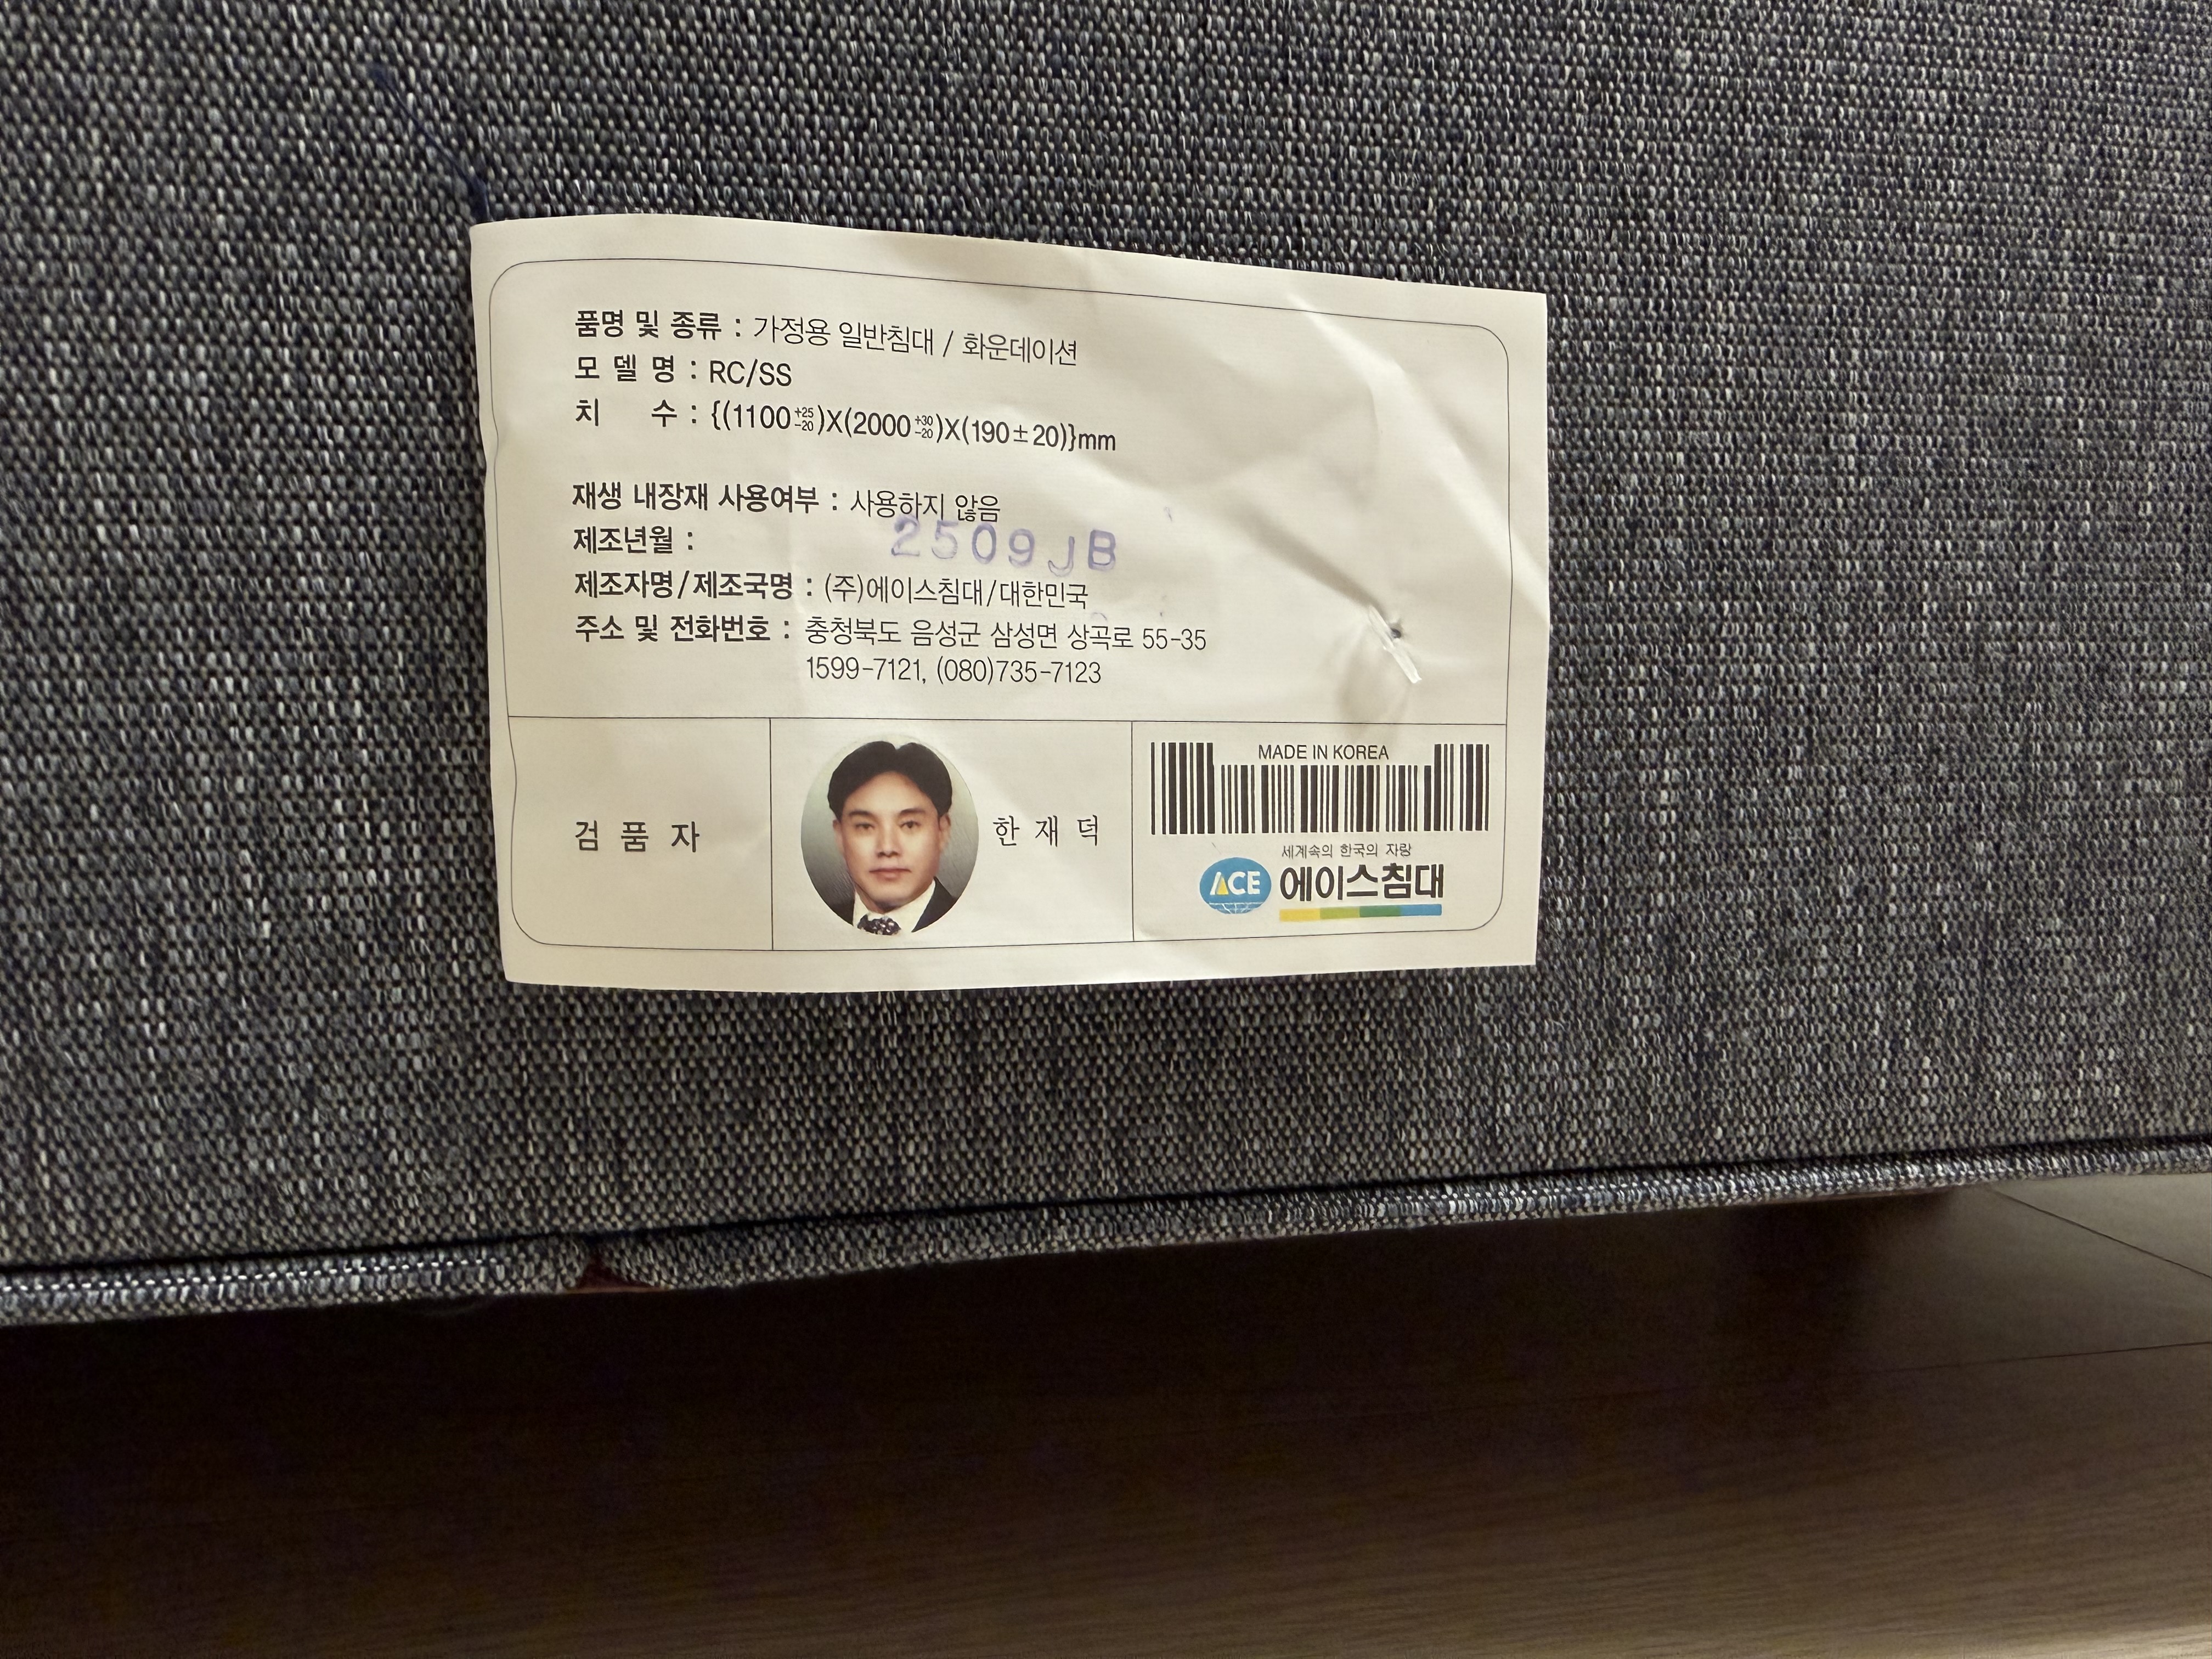 품명 및 종류 : 가정용 일반침대 / 화운데이션
모 델 명 : RC/SS
치 수 : {(1100 +25 -20)X(2000 +30 -20)X(190±20)}mm
재생 내장재 사용여부 : 사용하지 않음
제조년월 : 2509JB
제조자명/제조국명 : (주)에이스침대/대한민국
주소 및 전화번호 : 충청북도 음성군 삼성면 상곡로 55-35
1599-7121, (080)735-7123
검 품 자
한 재 덕
MADE IN KOREA
세계속의 한국의 자랑
ACE 에이스침대